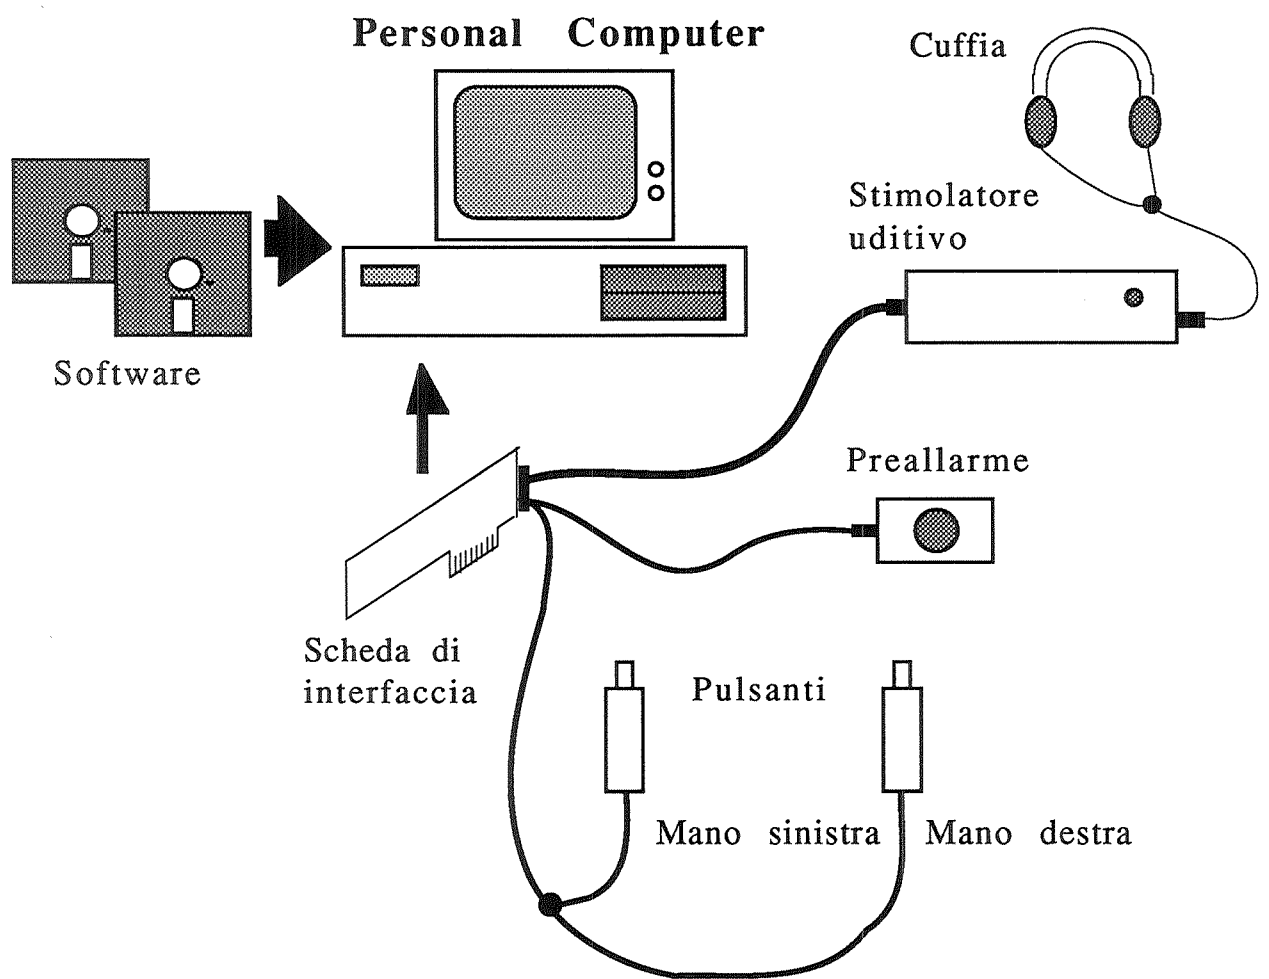 Personal Computer
Cuffia
Stimolatore
uditivo
Software
Preallarme
Scheda di
interfaccia
Pulsanti
Mano sinistra
Mano destra